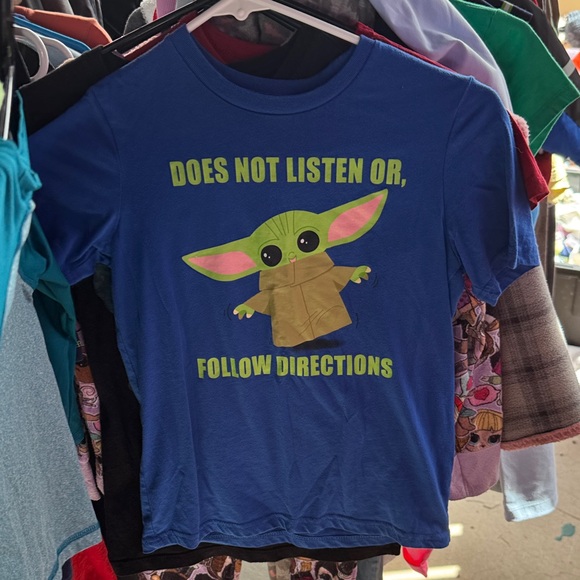 DOES NOT LISTEN OR,
FOLLOW DIRECTIONS